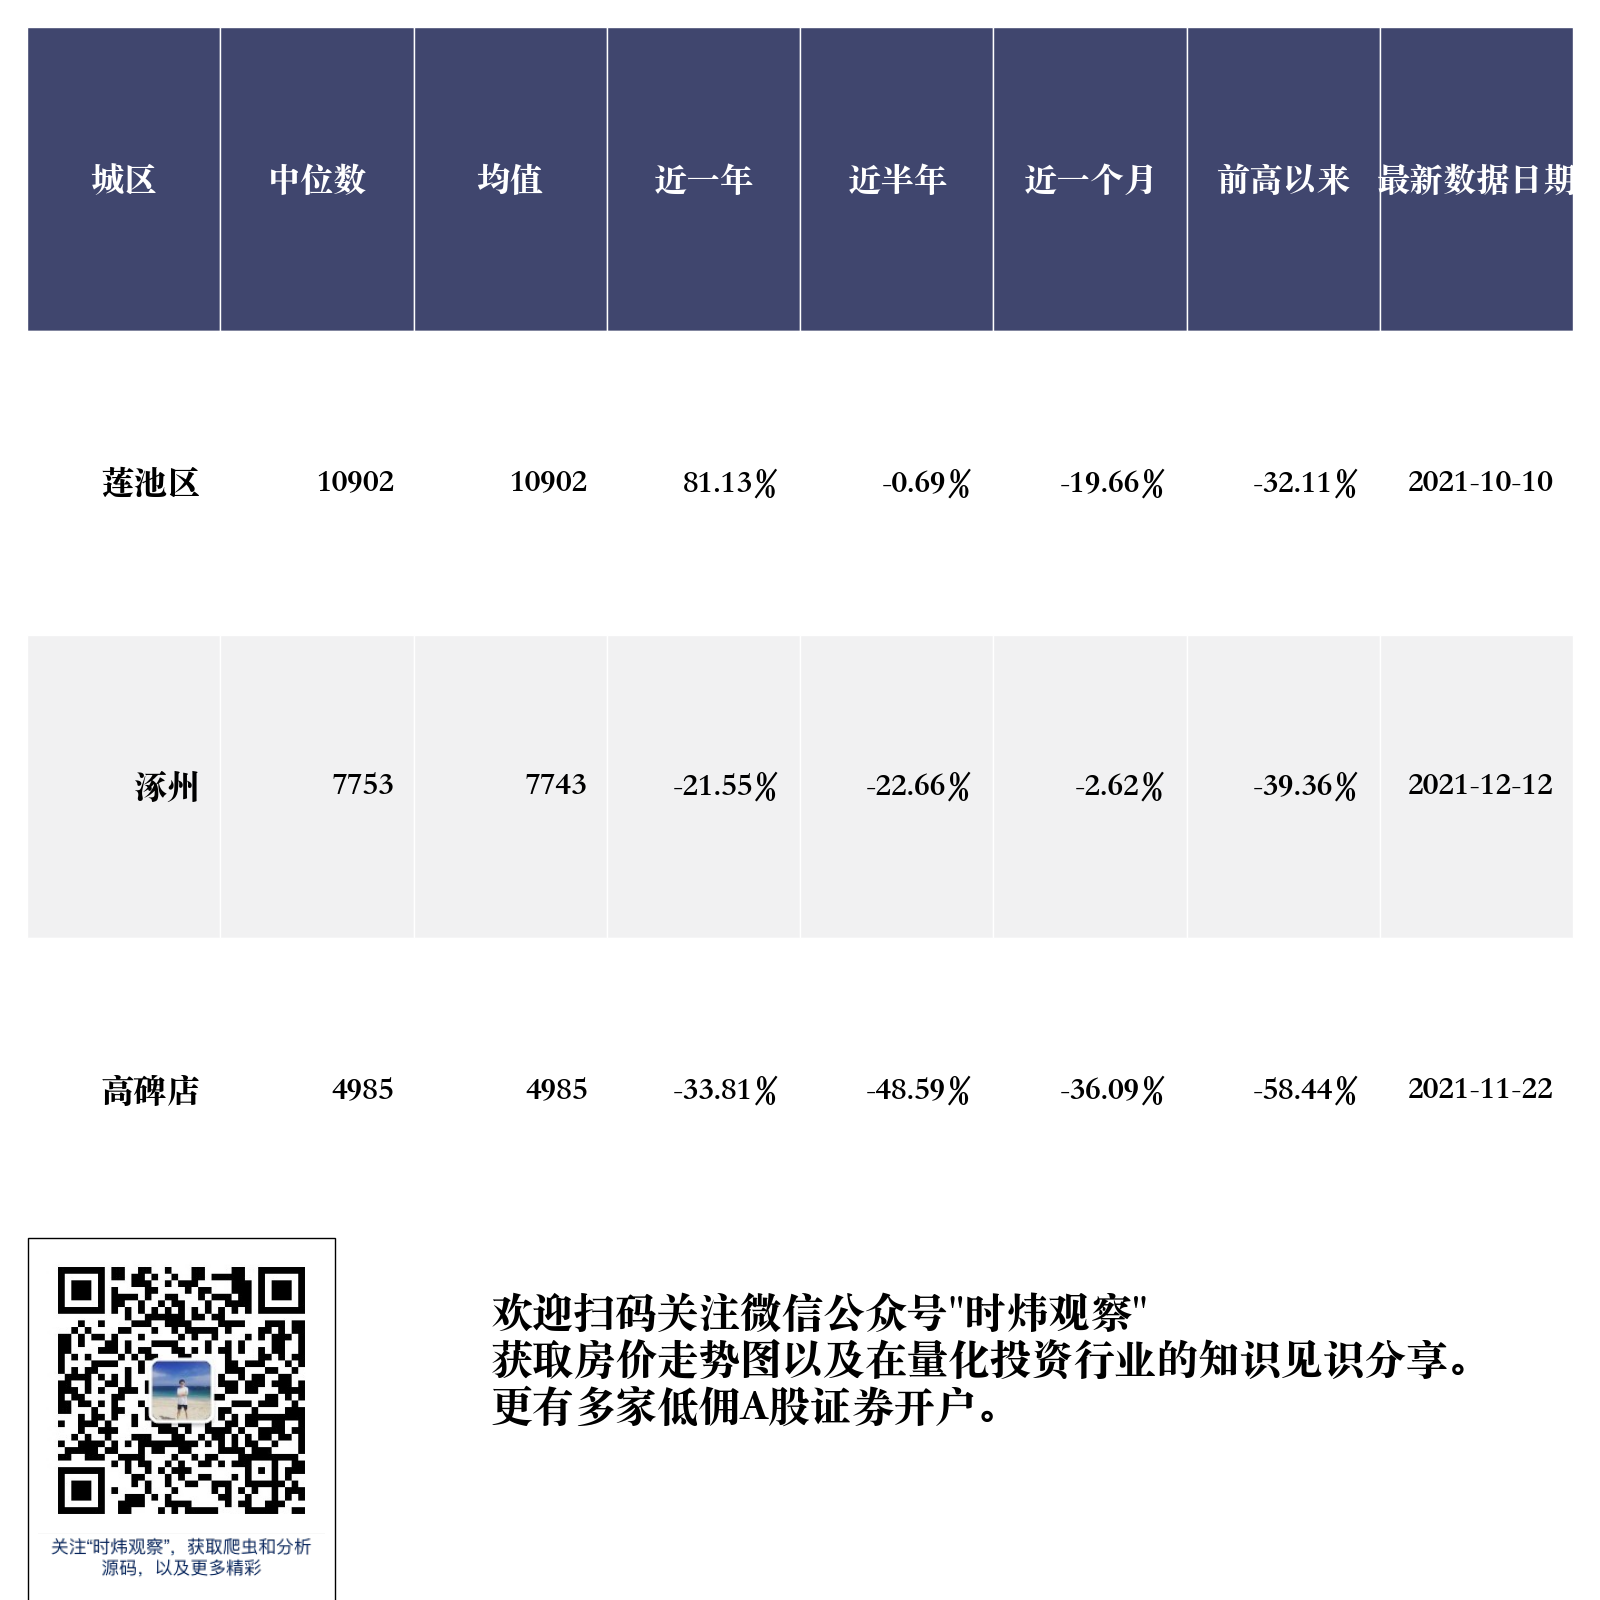 城区 中位数 均值 近一年 近半年 近一个月 前高以来 最新数据日期
莲池区 10902 10902 81.13% -0.69% -19.66% -32.11% 2021-10-10
涿州 7753 7743 -21.55% -22.66% -2.62% -39.36% 2021-12-12
高碑店 4985 4985 -33.81% -48.59% -36.09% -58.44% 2021-11-22
欢迎扫码关注微信公众号"时炜观察"
获取房价走势图以及在量化投资行业的知识见识分享。
更有多家低佣A股证券开户。
关注“时炜观察”，获取爬虫和分析
源码，以及更多精彩